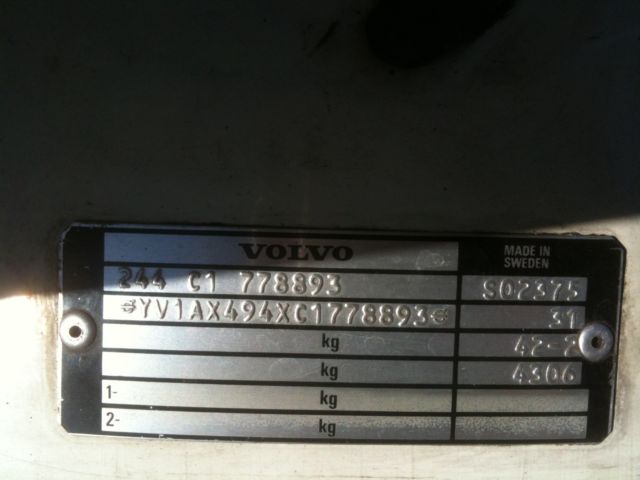 VOLVO
MADE IN
SWEDEN
244 C1 778893
S02375
YV1AX494XC1778893
31
kg
42-2
kg
4306
1- kg
2- kg